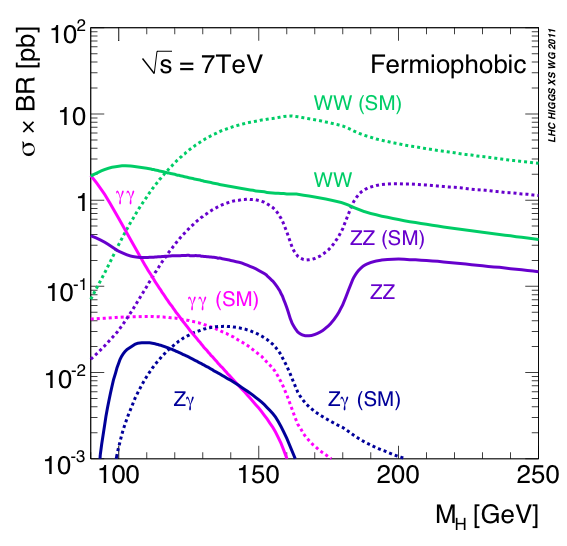 σ × BR [pb]
LHC HIGGS XS WG 2011
√s = 7TeV
Fermiophobic
10²
10
1
10⁻¹
10⁻²
10⁻³
WW (SM)
γγ
WW
ZZ (SM)
γγ (SM)
ZZ
Zγ
Zγ (SM)
100
150
200
250
M_H [GeV]